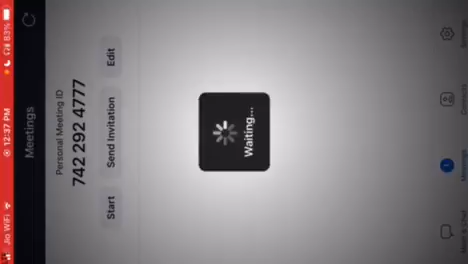 Jio WiFi 12:37 PM 83%
Meetings
Personal Meeting ID
742 292 4777
Start Send Invitation Edit
Waiting...